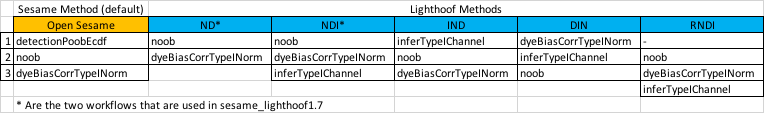 Sesame Method (default) Lighthoof Methods
Open Sesame ND* NDI* IND DIN RNDI
1 detectionPoobEcdf noob noob inferTypeIChannel dyeBiasCorrTypeINorm -
2 noob dyeBiasCorrTypeINorm dyeBiasCorrTypeINorm noob inferTypeIChannel noob
3 dyeBiasCorrTypeINorm inferTypeIChannel dyeBiasCorrTypeINorm noob dyeBiasCorrTypeINorm
inferTypeIChannel
* Are the two workflows that are used in sesame_lighthoof1.7